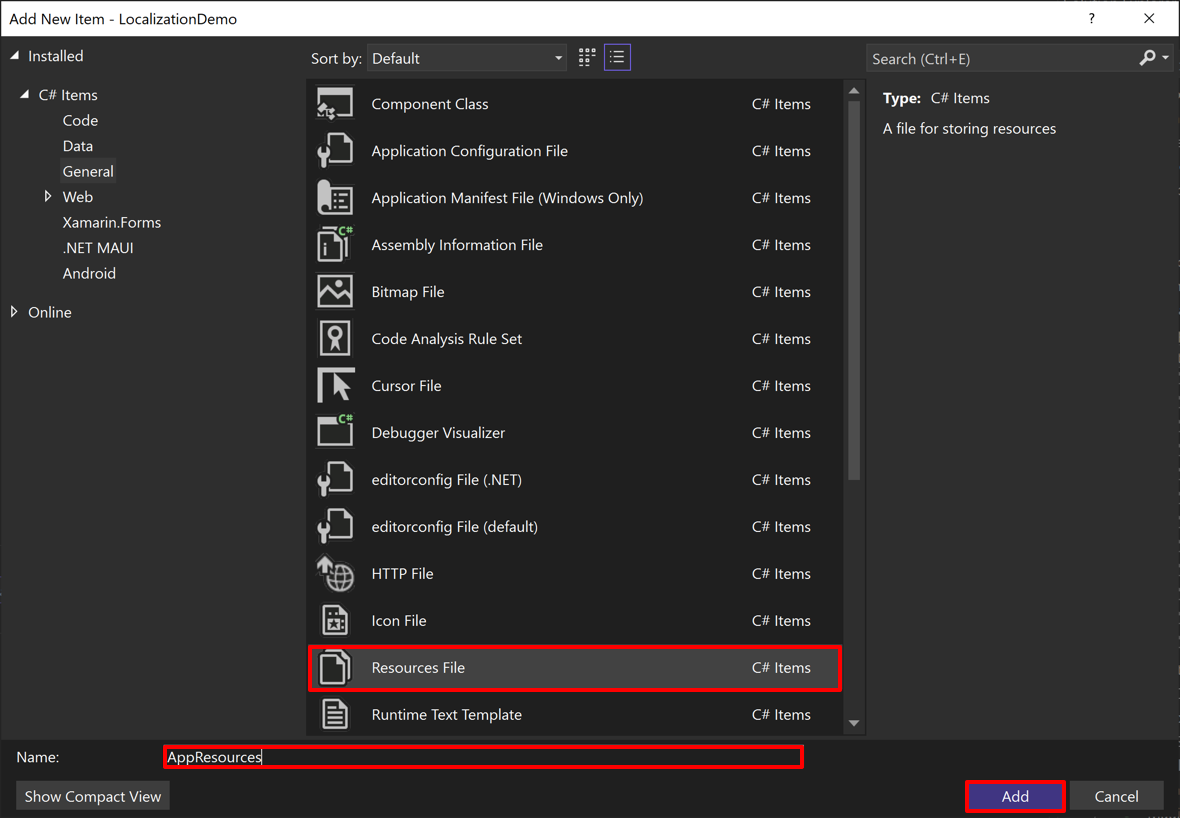 Add New Item - LocalizationDemo
?
Installed
Sort by: Default
Search (Ctrl+E)
C# Items
Data
Code
General
Web
Xamarin.Forms
.NET MAUI
Android
Online
Component Class C# Items
Application Configuration File C# Items
Application Manifest File (Windows Only) C# Items
C#
Assembly Information File C# Items
Bitmap File C# Items
Code Analysis Rule Set C# Items
Cursor File C# Items
C#
Debugger Visualizer C# Items
editorconfig File (.NET) C# Items
editorconfig File (default) C# Items
HTTP File C# Items
Icon File C# Items
Resources File C# Items
Runtime Text Template C# Items
Type: C# Items
A file for storing resources
Name: AppResources
Show Compact View
Add
Cancel